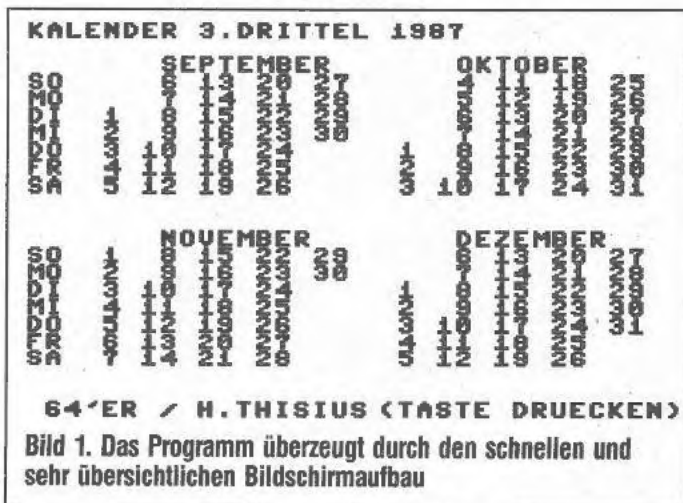 KALENDER 3.DRITTEL 1987
SEPTEMBER OKTOBER
SO 6 13 20 27 4 11 18 25
MO 7 14 21 28 5 12 19 26
DI 1 8 15 22 29 6 13 20 27
MI 2 9 16 23 30 7 14 21 28
DO 3 10 17 24 1 8 15 22 29
FR 4 11 18 25 2 9 16 23 30
SA 5 12 19 26 3 10 17 24 31
NOVEMBER DEZEMBER
SO 1 8 15 22 29 6 13 20 27
MO 2 9 16 23 30 7 14 21 28
DI 3 10 17 24 1 8 15 22 29
MI 4 11 18 25 2 9 16 23 30
DO 5 12 19 26 3 10 17 24 31
FR 6 13 20 27 4 11 18 25
SA 7 14 21 28 5 12 19 26
64'ER / H.THISIUS (TASTE DRUECKEN)
Bild 1. Das Programm überzeugt durch den schnellen und
sehr übersichtlichen Bildschirmaufbau